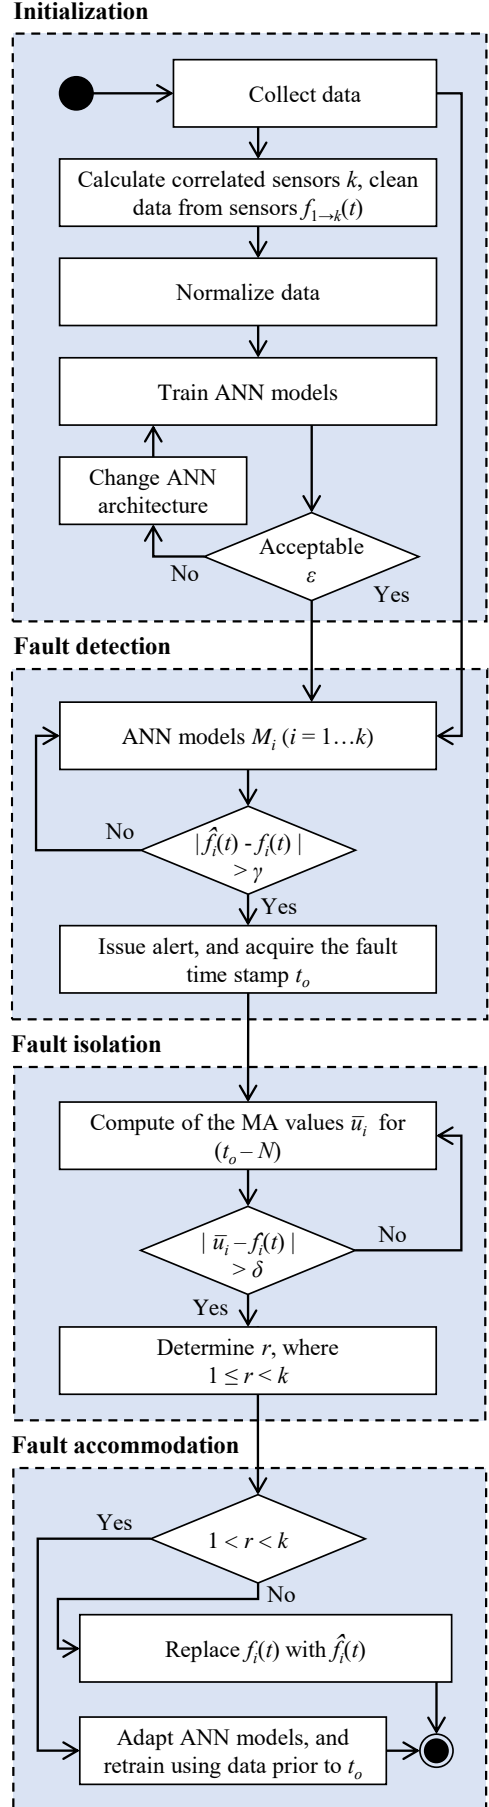 Initialization
Collect data
Calculate correlated sensors k, clean
data from sensors f₁→ₖ(t)
Normalize data
Train ANN models
Change ANN
architecture
Acceptable
ε
No
Yes
Fault detection
ANN models Mᵢ (i = 1…k)
No
| f̂ᵢ(t) - fᵢ(t) |
> γ
Yes
Issue alert, and acquire the fault
time stamp tₒ
Fault isolation
Compute of the MA values u̅ᵢ for
(tₒ – N)
| u̅ᵢ – fᵢ(t) |
> δ
No
Yes
Determine r, where
1 ≤ r < k
Fault accommodation
Yes
1 < r < k
No
Replace fᵢ(t) with f̂ᵢ(t)
Adapt ANN models, and
retrain using data prior to tₒ